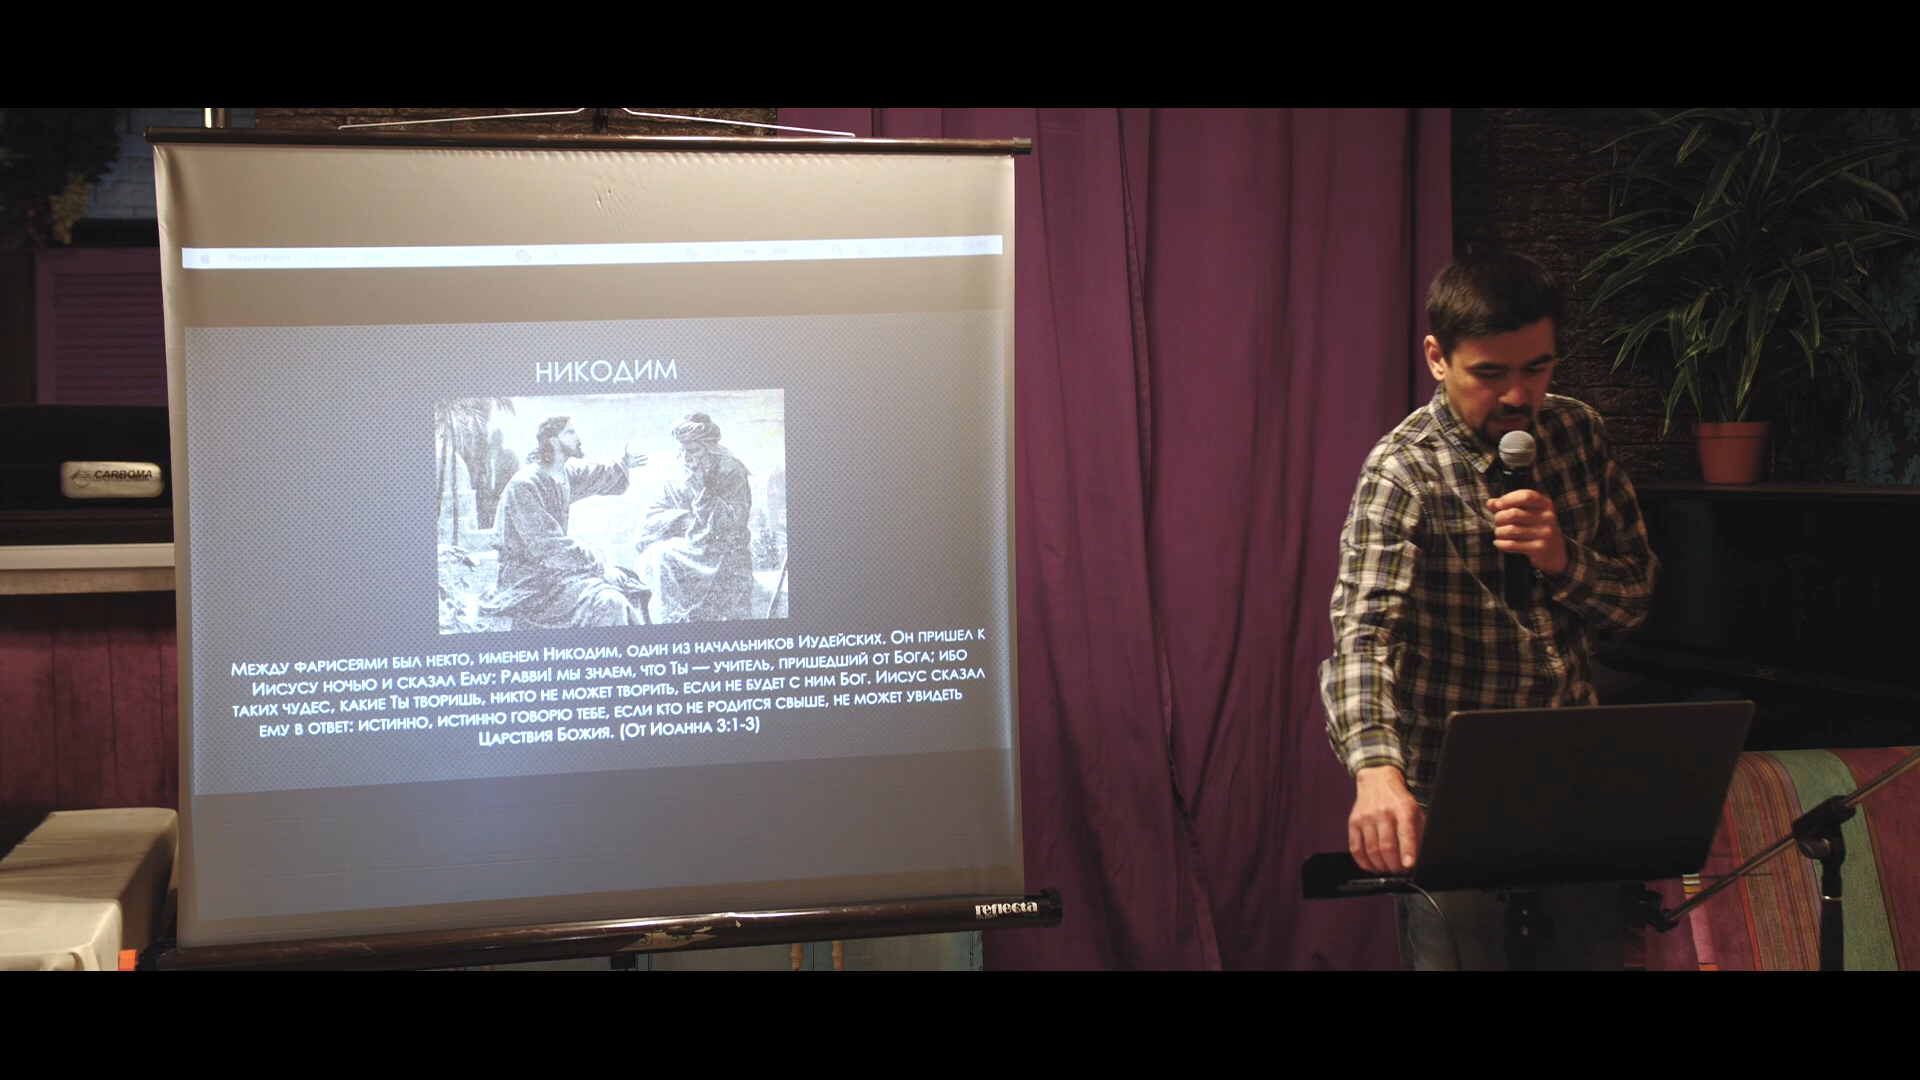 PowerPoint
НИКОДИМ
Между фарисеями был некто, именем Никодим, один из начальников Иудейских. Он пришел к
Иисусу ночью и сказал Ему: Равви! мы знаем, что Ты — учитель, пришедший от Бога; ибо
таких чудес, какие Ты творишь, никто не может творить, если не будет с ним Бог. Иисус сказал
ему в ответ: истинно, истинно говорю тебе, если кто не родится свыше, не может увидеть
Царствия Божия. (От Иоанна 3:1-3)
CARBOMA
reflecta